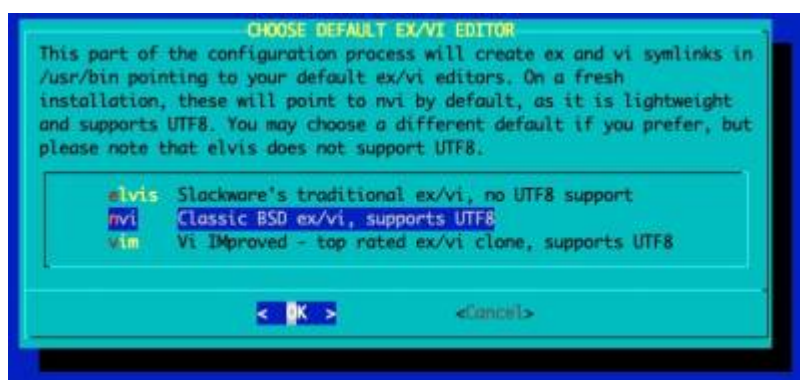 CHOOSE DEFAULT EX/VI EDITOR
This part of the configuration process will create ex and vi symlinks in
/usr/bin pointing to your default ex/vi editors. On a fresh
installation, these will point to nvi by default, as it is lightweight
and supports UTF8. You may choose a different default if you prefer, but
please note that elvis does not support UTF8.
elvis Slackware's traditional ex/vi, no UTF8 support
nvi Classic BSD ex/vi, supports UTF8
vim Vi IMproved - top rated ex/vi clone, supports UTF8
< OK > <Cancel>